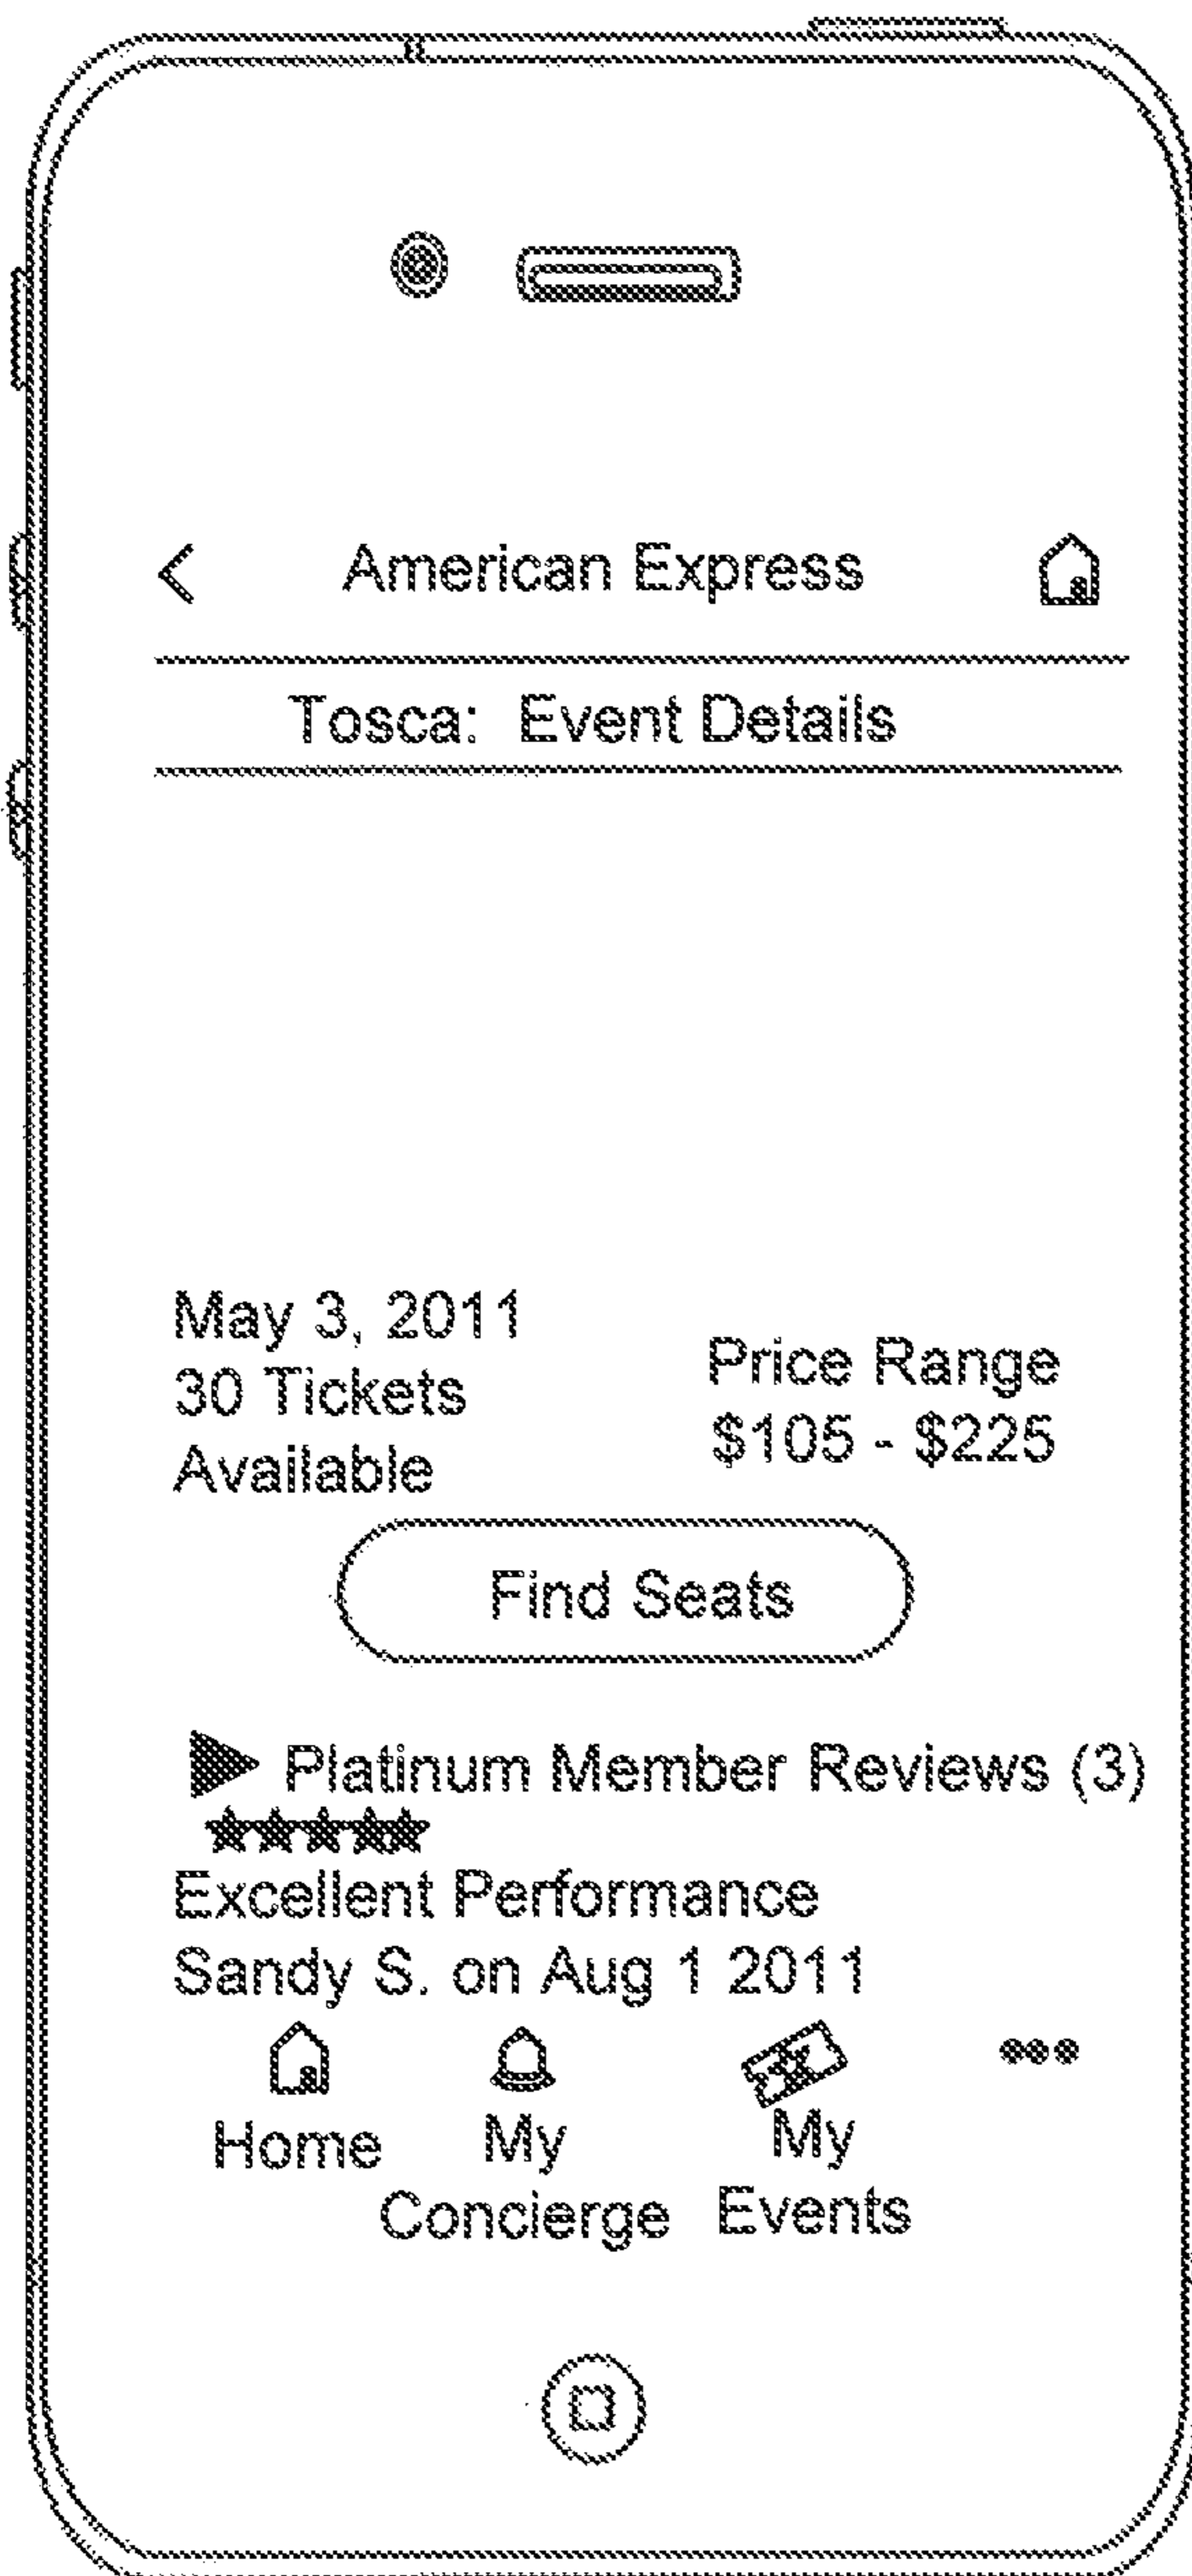 American Express
Tosca: Event Details
May 3, 2011
30 Tickets
Available
Price Range
$105 - $225
Find Seats
Platinum Member Reviews (3)
★★★★★
Excellent Performance
Sandy S. on Aug 1 2011
Home
My
Concierge
My
Events